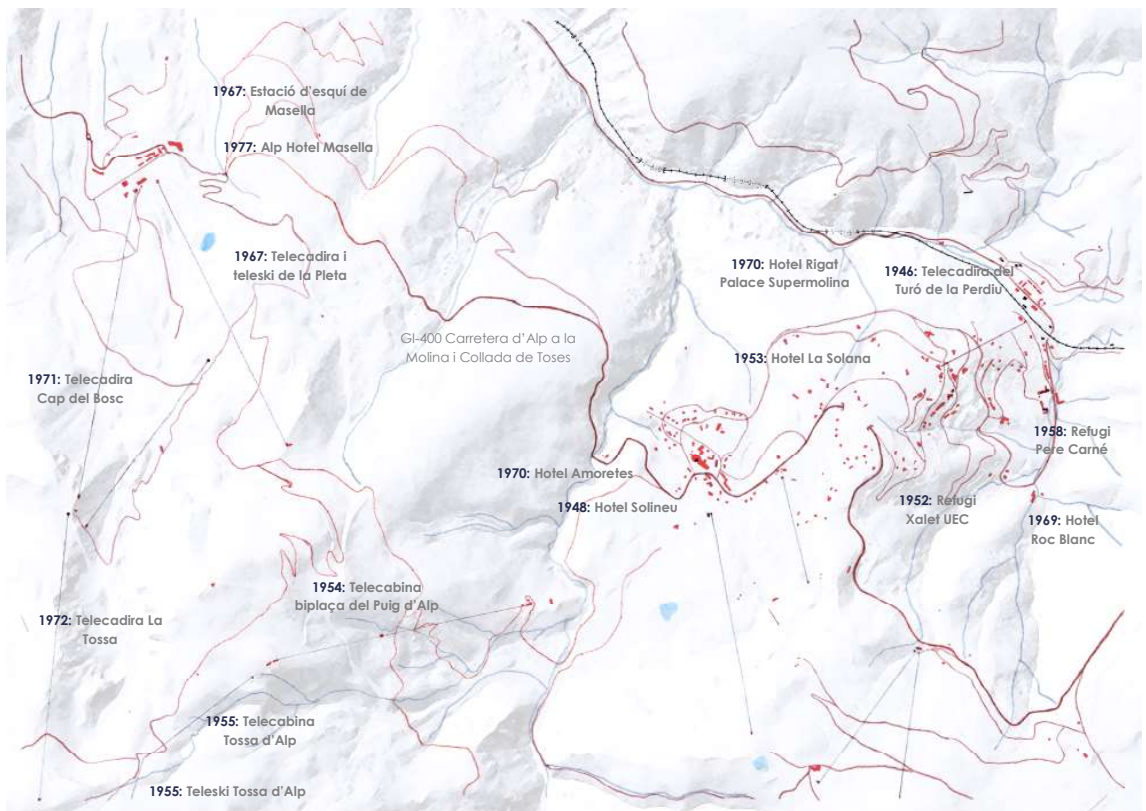 1967: Estació d'esquí de
Masella
1977: Alp Hotel Masella
1967: Telecadira i
teleski de la Pleta
1970: Hotel Rigat
Palace Supermolina
1946: Telecadira del
Turó de la Perdiu
GI-400 Carretera d'Alp a la
Molina i Collada de Toses
1953: Hotel La Solana
1971: Telecadira
Cap del Bosc
1958: Refugi
Pere Carné
1970: Hotel Amoretes
1948: Hotel Solineu
1952: Refugi
Xalet UEC
1969: Hotel
Roc Blanc
1954: Telecabina
biplaça del Puig d'Alp
1972: Telecadira La
Tossa
1955: Telecabina
Tossa d'Alp
1955: Teleski Tossa d'Alp